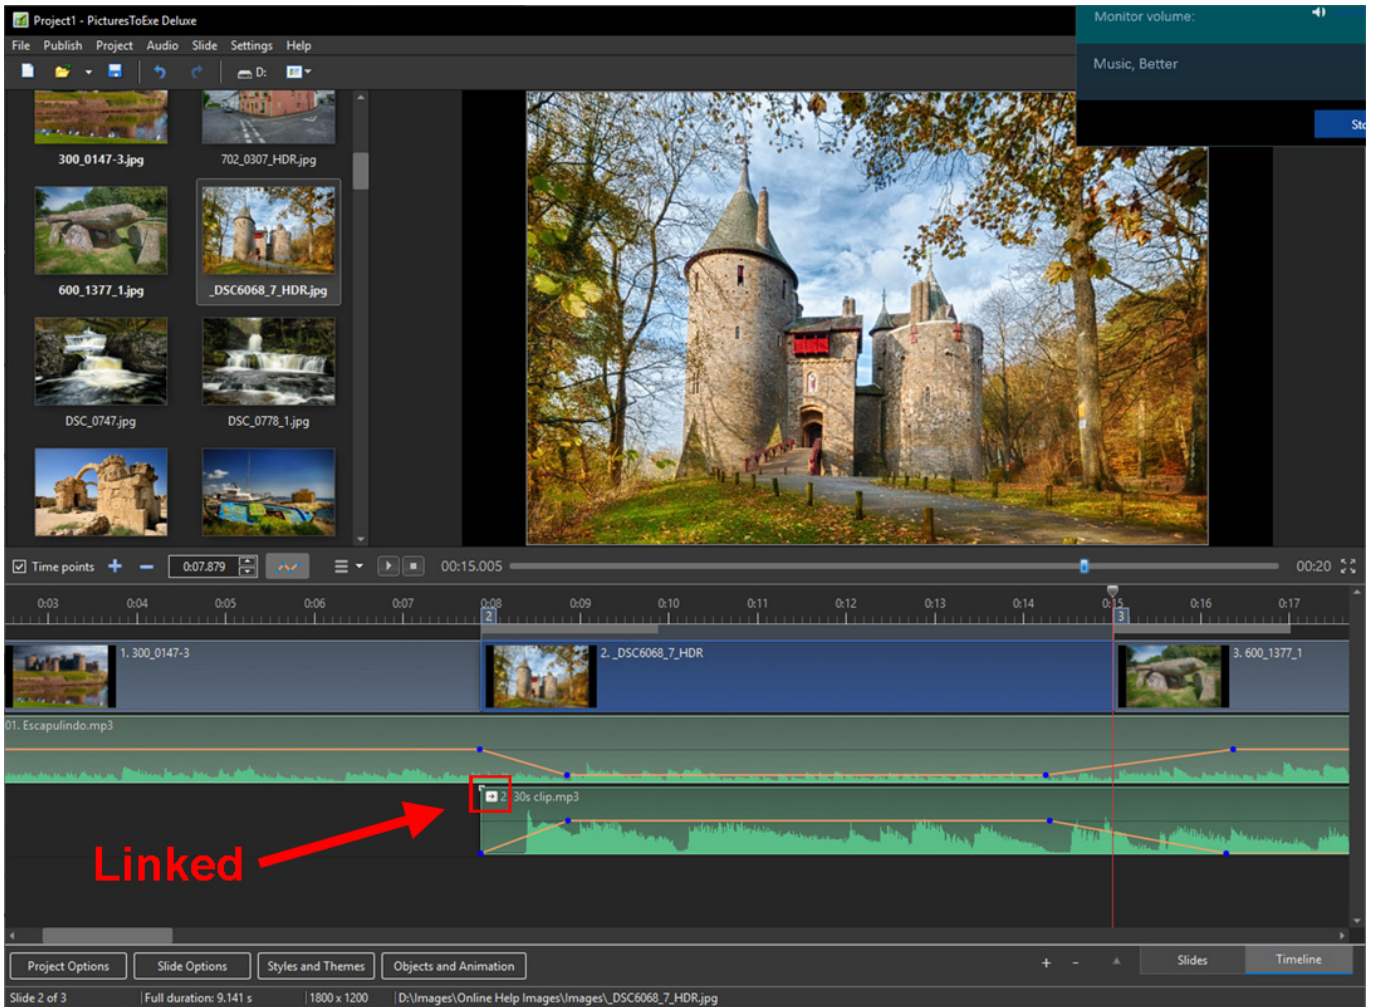 Project1 - PicturesToExe Deluxe
Monitor volume:
File Publish Project Audio Slide Settings Help
Music, Better
D:
300_0147-3.jpg 702_0307_HDR.jpg
600_1377_1.jpg _DSC6068_7_HDR.jpg
DSC_0747.jpg DSC_0778_1.jpg
Time points 0:07.879 00:15.005 00:20
0:03 0:04 0:05 0:06 0:07 0:08 0:09 0:10 0:11 0:12 0:13 0:14 0:15 0:16 0:17
2 3
1. 300_0147-3 2. _DSC6068_7_HDR 3. 600_1377_1
01. Escapulindo.mp3
30s clip.mp3
Linked
Project Options Slide Options Styles and Themes Objects and Animation + - Slides Timeline
Slide 2 of 3 Full duration: 9.141 s 1800 x 1200 D:\Images\Online Help Images\Images\_DSC6068_7_HDR.jpg